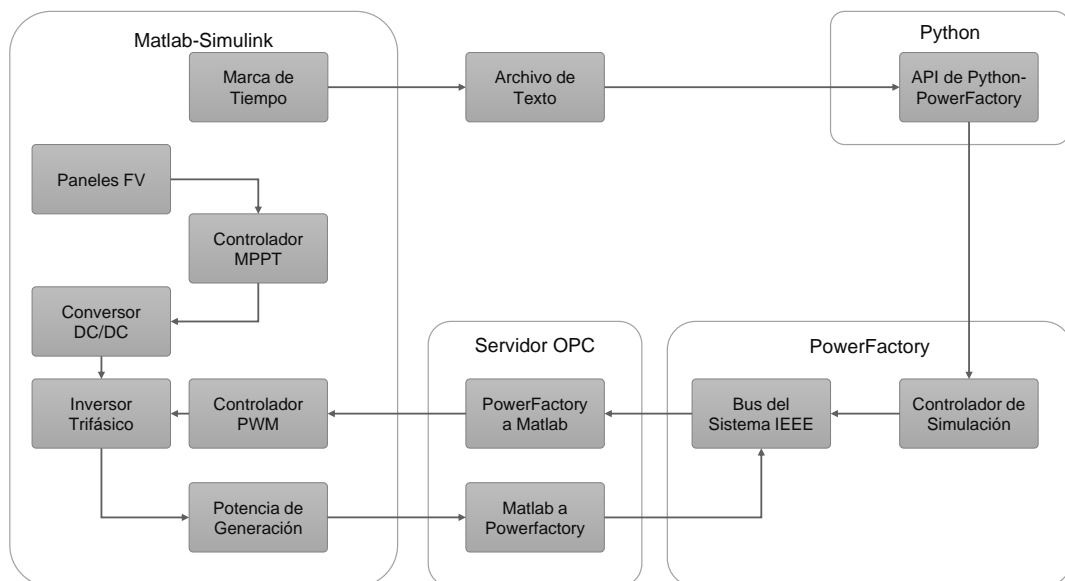 Matlab-Simulink
Python
Marca de
Tiempo
Archivo de
Texto
API de Python-
PowerFactory
Paneles FV
Controlador
MPPT
Conversor
DC/DC
Servidor OPC
PowerFactory
Inversor
Trifásico
Controlador
PWM
PowerFactory
a Matlab
Bus del
Sistema IEEE
Controlador de
Simulación
Potencia de
Generación
Matlab a
Powerfactory